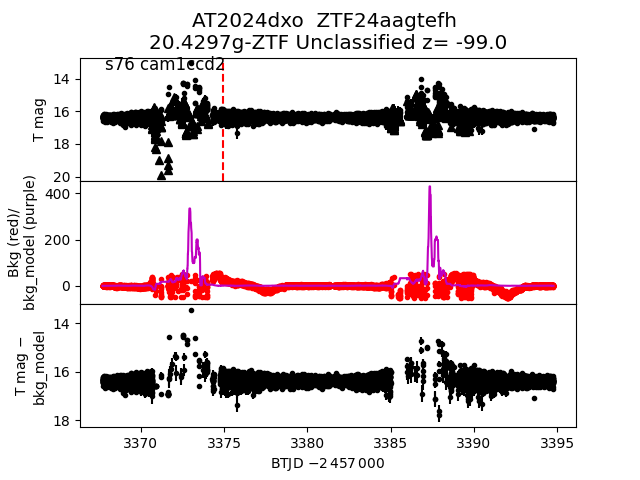 AT2024dxo  ZTF24aagtefh
20.4297g-ZTF Unclassified z= -99.0
s76 cam1ccd2
T mag
14
16
18
20
Bkg (red)/
bkg_model (purple)
400
200
0
T mag −
bkg_model
14
16
18
3370 3375 3380 3385 3390 3395
BTJD −2 457 000